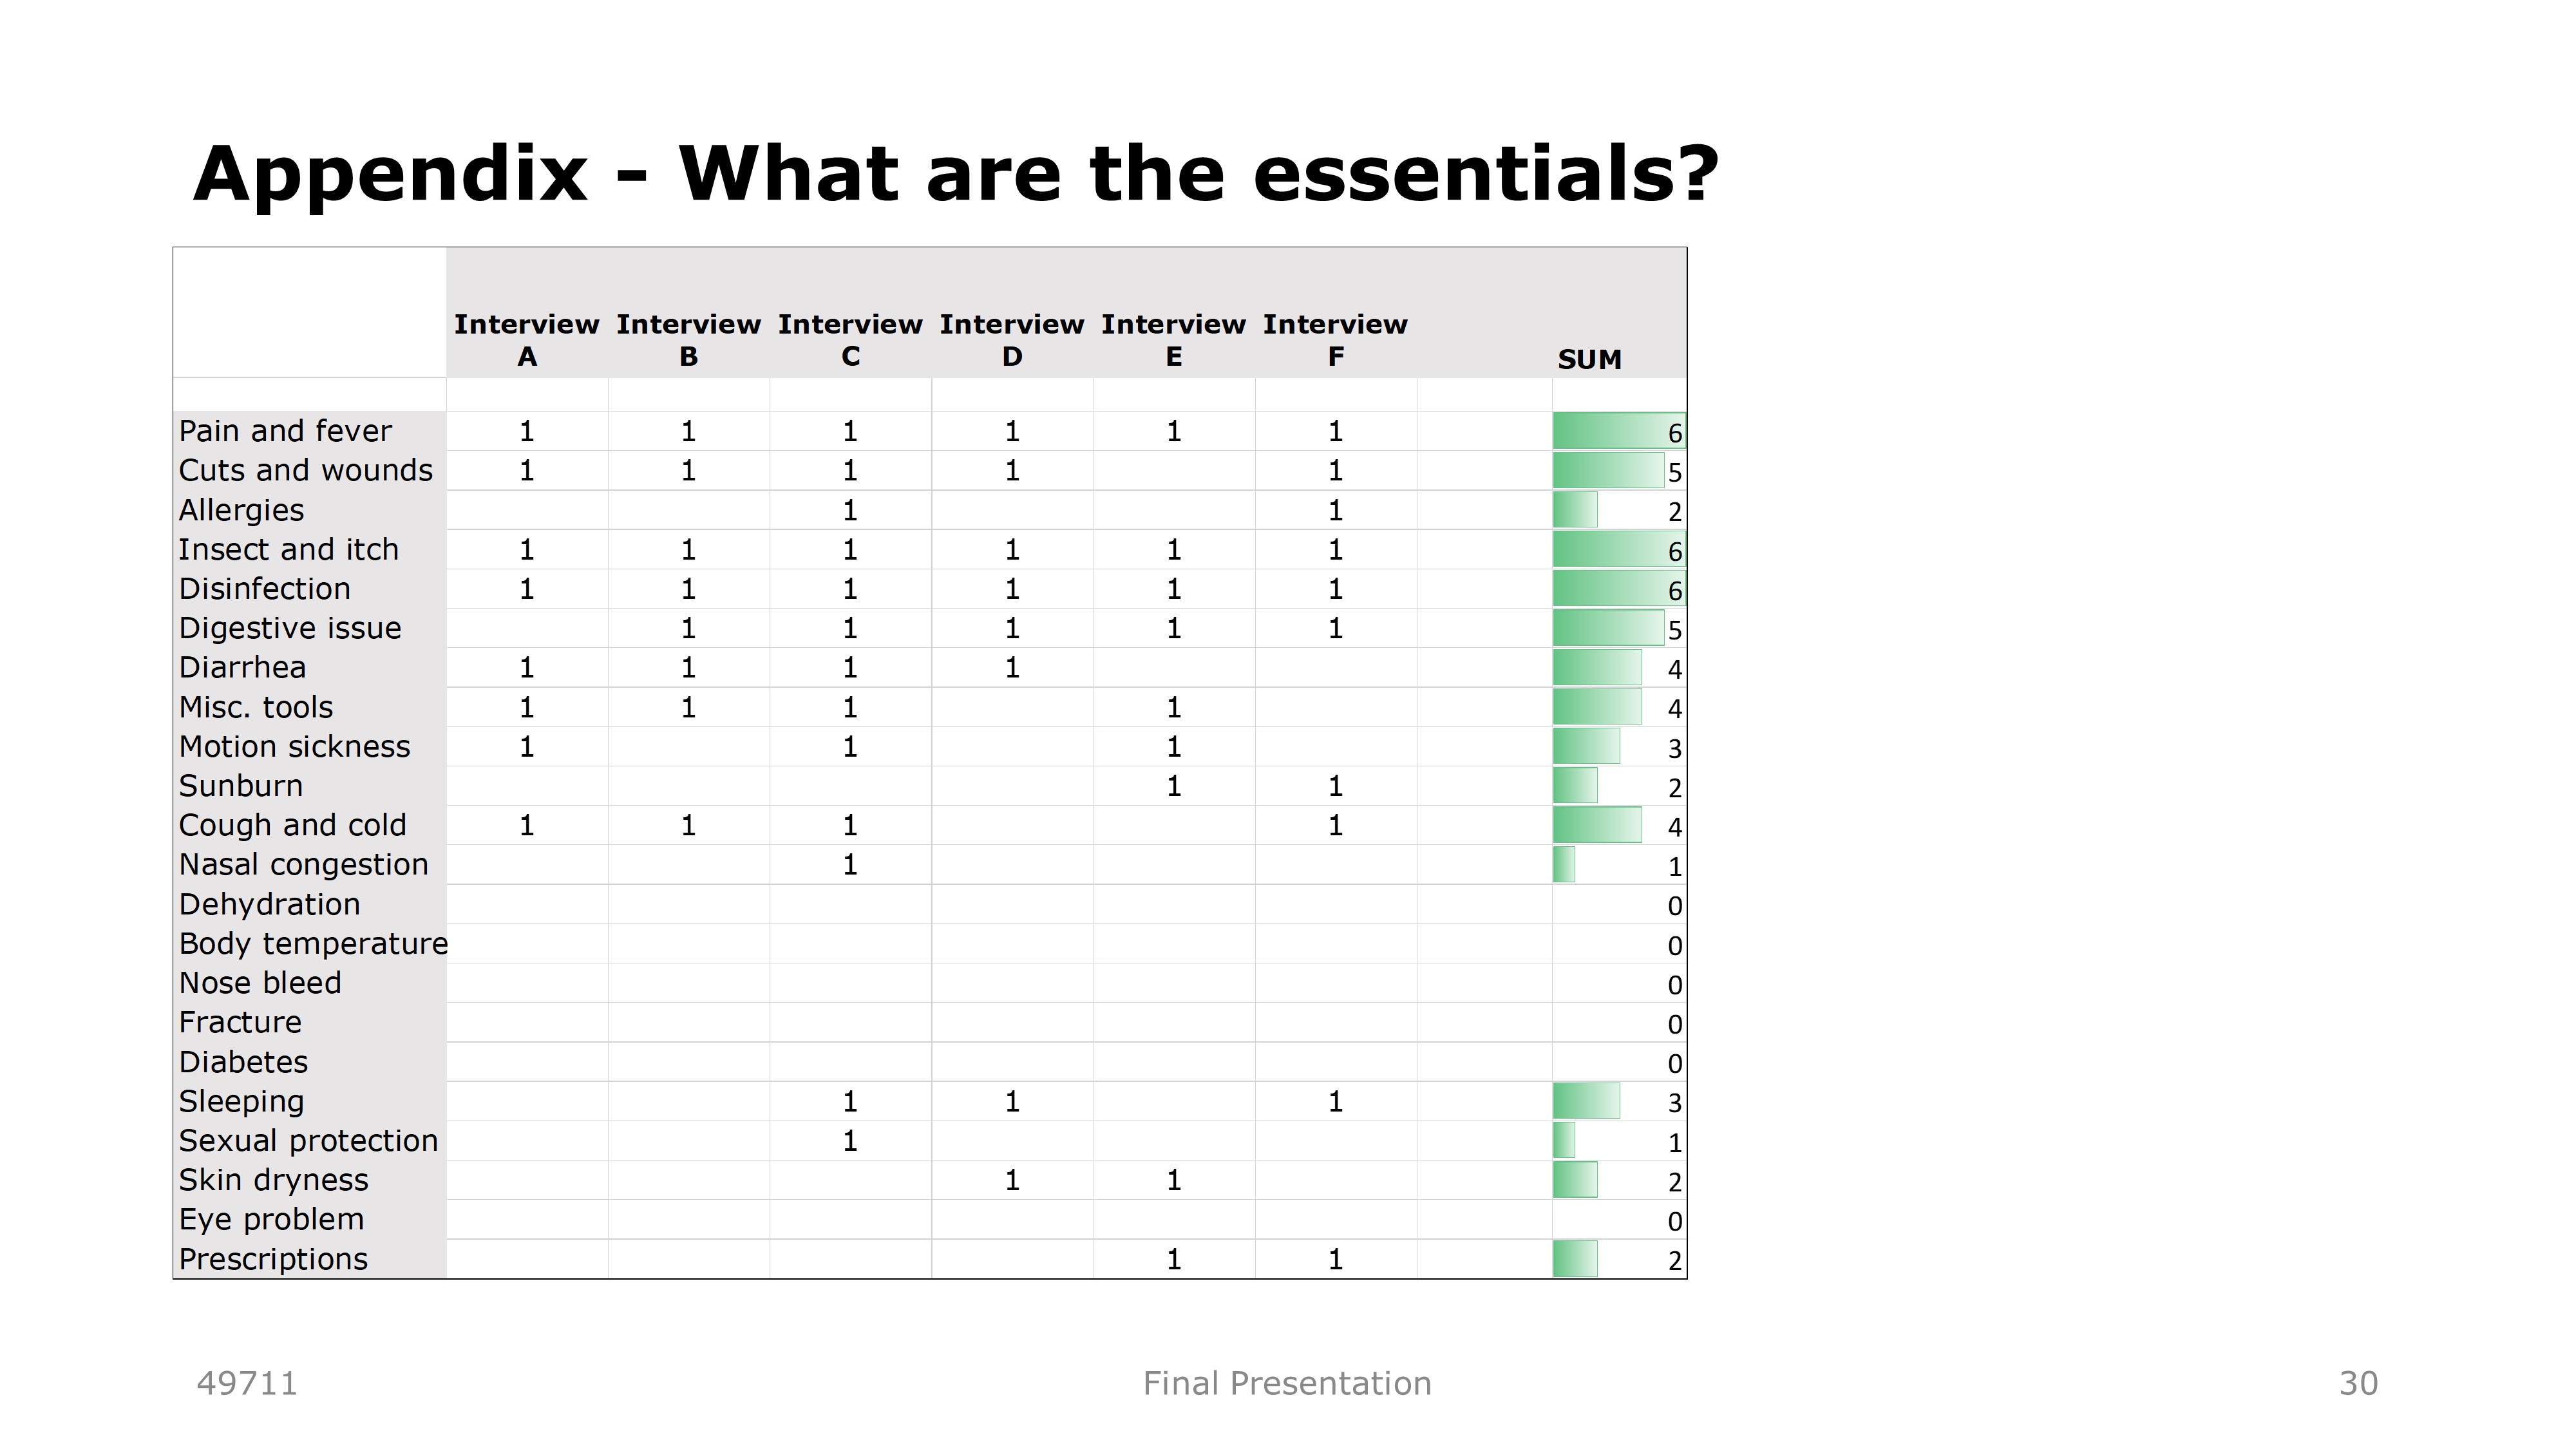 Appendix - What are the essentials?
Interview A Interview B Interview C Interview D Interview E Interview F SUM
Pain and fever 1 1 1 1 1 1 6
Cuts and wounds 1 1 1 1 1 5
Allergies 1 1 2
Insect and itch 1 1 1 1 1 1 6
Disinfection 1 1 1 1 1 1 6
Digestive issue 1 1 1 1 1 5
Diarrhea 1 1 1 1 4
Misc. tools 1 1 1 1 4
Motion sickness 1 1 1 3
Sunburn 1 1 2
Cough and cold 1 1 1 1 4
Nasal congestion 1 1
Dehydration 0
Body temperature 0
Nose bleed 0
Fracture 0
Diabetes 0
Sleeping 1 1 1 3
Sexual protection 1 1
Skin dryness 1 1 2
Eye problem 0
Prescriptions 1 1 2
49711 Final Presentation 30